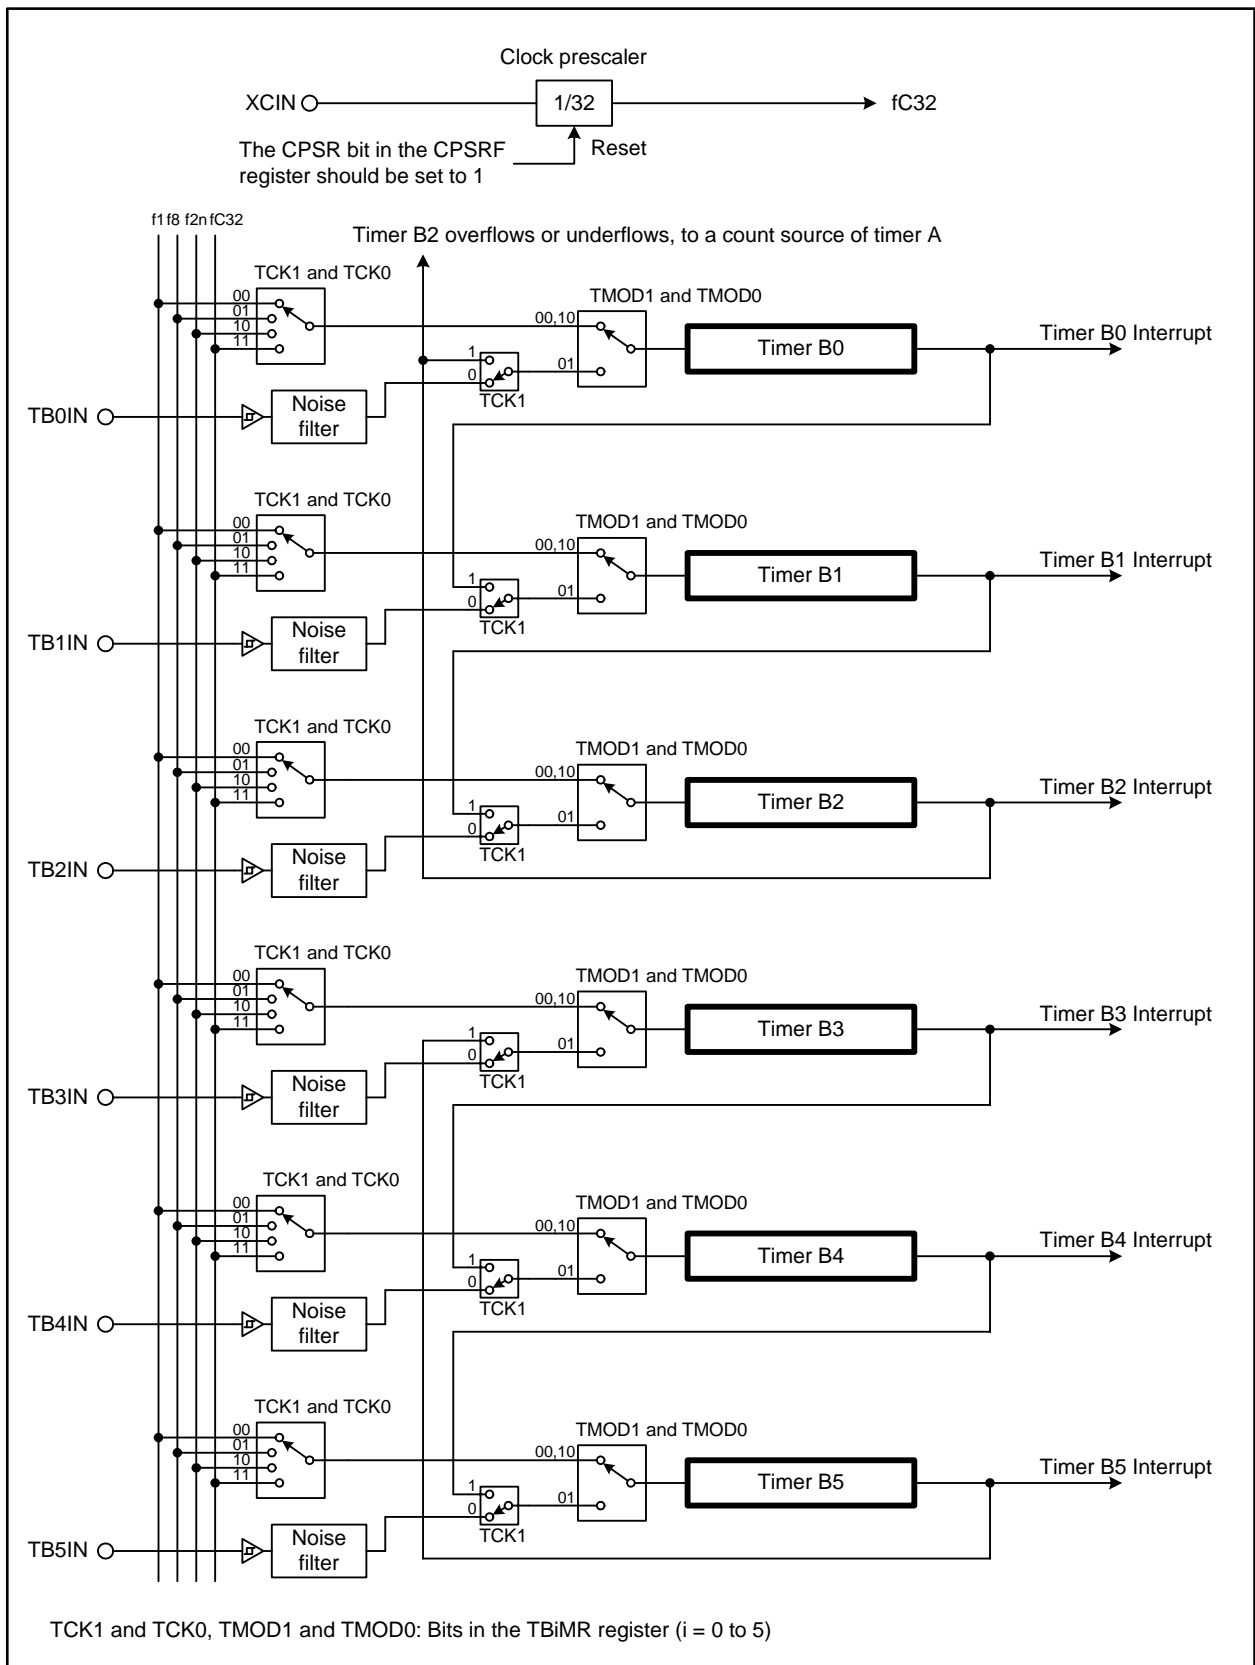 Clock prescaler
XCIN 1/32 fC32
The CPSR bit in the CPSRF
register should be set to 1
Reset
f1 f8 f2n fC32
Timer B2 overflows or underflows, to a count source of timer A
TCK1 and TCK0
TMOD1 and TMOD0
00
01
10
11
00,10
1
0
01
TCK1
Timer B0
Timer B0 Interrupt
TB0IN
Noise
filter
TCK1 and TCK0
TMOD1 and TMOD0
00
01
10
11
00,10
1
0
01
TCK1
Timer B1
Timer B1 Interrupt
TB1IN
Noise
filter
TCK1 and TCK0
TMOD1 and TMOD0
00
01
10
11
00,10
1
0
01
TCK1
Timer B2
Timer B2 Interrupt
TB2IN
Noise
filter
TCK1 and TCK0
TMOD1 and TMOD0
00
01
10
11
00,10
1
0
01
TCK1
Timer B3
Timer B3 Interrupt
TB3IN
Noise
filter
TCK1 and TCK0
TMOD1 and TMOD0
00
01
10
11
00,10
1
0
01
TCK1
Timer B4
Timer B4 Interrupt
TB4IN
Noise
filter
TCK1 and TCK0
TMOD1 and TMOD0
00
01
10
11
00,10
1
0
01
TCK1
Timer B5
Timer B5 Interrupt
TB5IN
Noise
filter
TCK1 and TCK0, TMOD1 and TMOD0: Bits in the TBiMR register (i = 0 to 5)